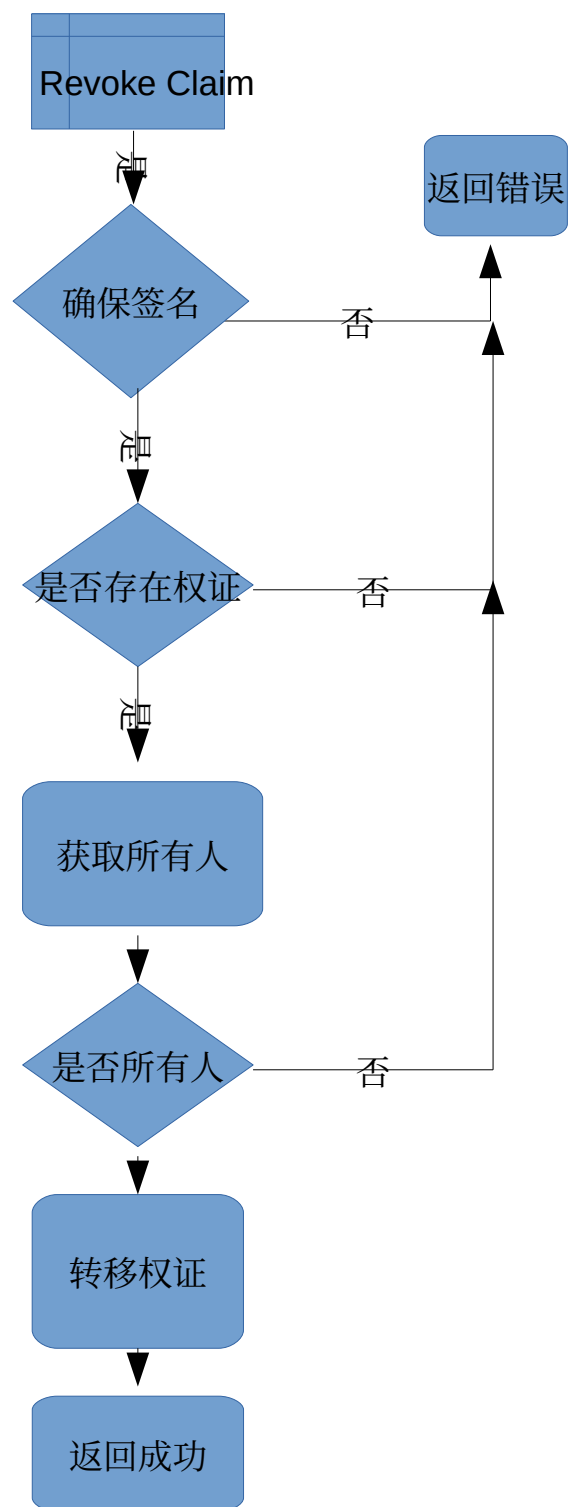 Revoke Claim
是
返回错误
确保签名
否
是
是否存在权证
否
是
获取所有人
是否所有人
否
转移权证
返回成功